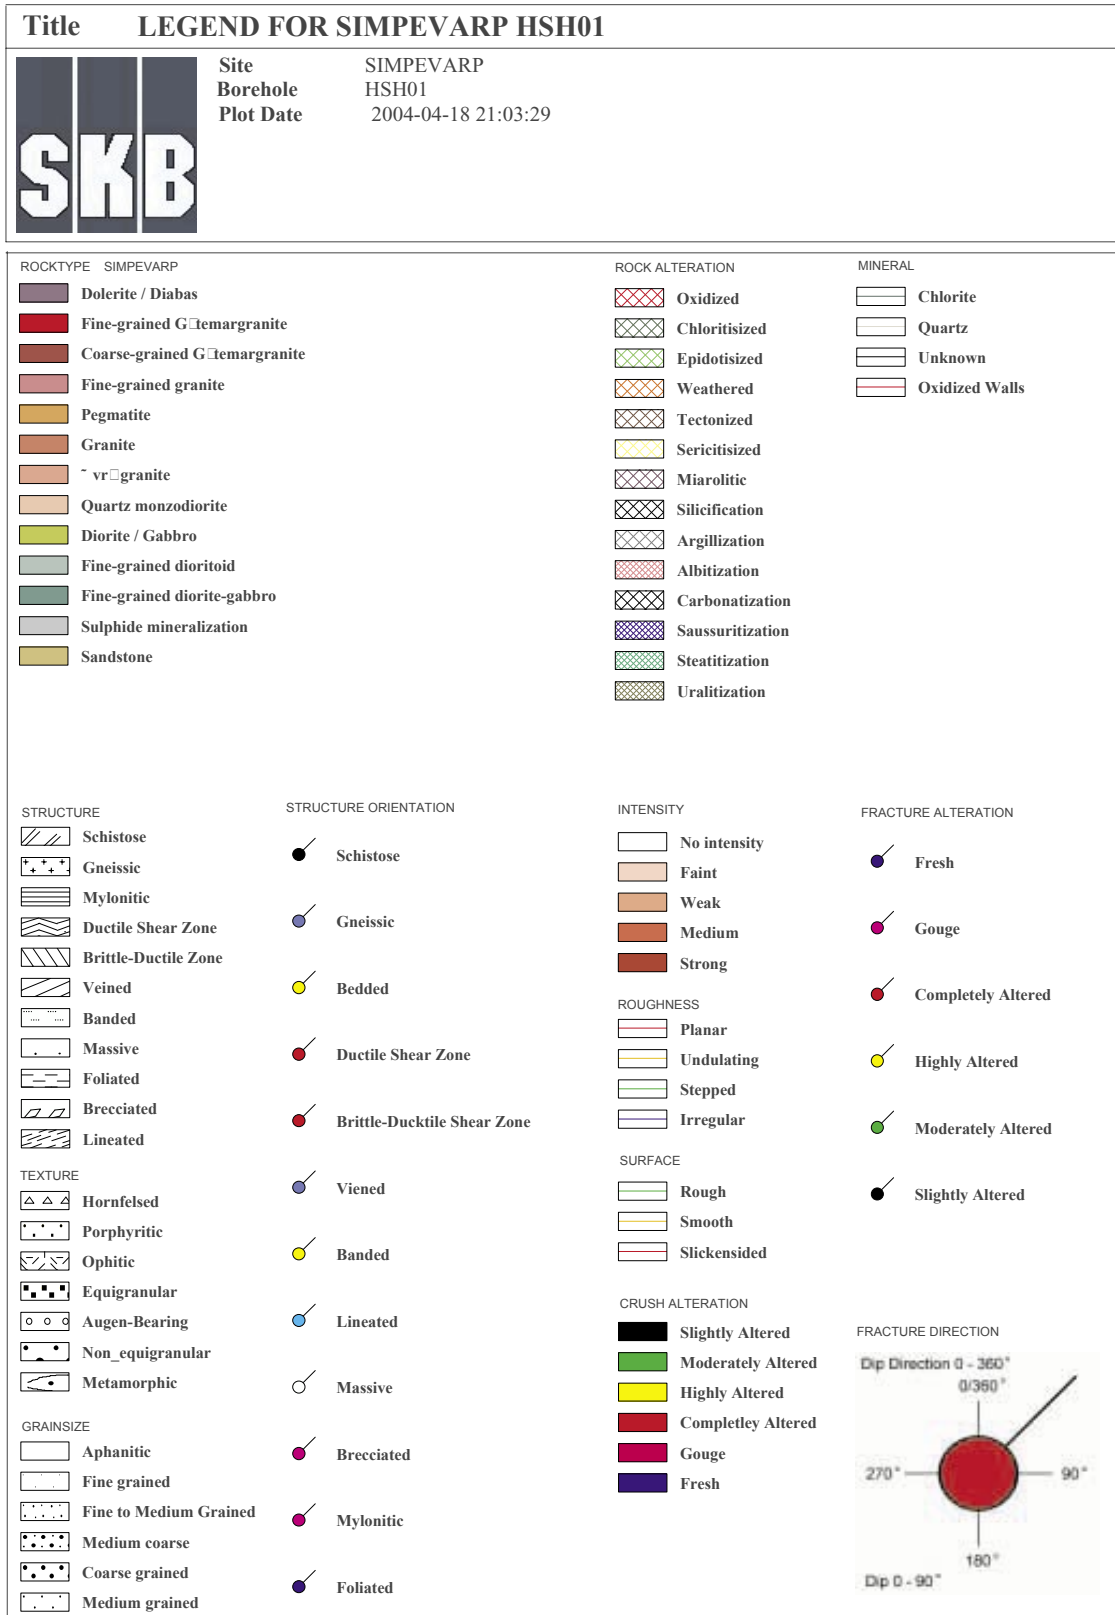 Title LEGEND FOR SIMPEVARP HSH01
SKB
Site SIMPEVARP
Borehole HSH01
Plot Date 2004-04-18 21:03:29
ROCKTYPE SIMPEVARP
Dolerite / Diabas
Fine-grained G□temargranite
Coarse-grained G□temargranite
Fine-grained granite
Pegmatite
Granite
˜ vr□granite
Quartz monzodiorite
Diorite / Gabbro
Fine-grained dioritoid
Fine-grained diorite-gabbro
Sulphide mineralization
Sandstone
ROCK ALTERATION
Oxidized
Chloritisized
Epidotisized
Weathered
Tectonized
Sericitisized
Miarolitic
Silicification
Argillization
Albitization
Carbonatization
Saussuritization
Steatitization
Uralitization
MINERAL
Chlorite
Quartz
Unknown
Oxidized Walls
STRUCTURE
Schistose
Gneissic
Mylonitic
Ductile Shear Zone
Brittle-Ductile Zone
Veined
Banded
Massive
Foliated
Brecciated
Lineated
TEXTURE
Hornfelsed
Porphyritic
Ophitic
Equigranular
Augen-Bearing
Non_equigranular
Metamorphic
GRAINSIZE
Aphanitic
Fine grained
Fine to Medium Grained
Medium coarse
Coarse grained
Medium grained
STRUCTURE ORIENTATION
Schistose
Gneissic
Bedded
Ductile Shear Zone
Brittle-Ducktile Shear Zone
Viened
Banded
Lineated
Massive
Brecciated
Mylonitic
Foliated
INTENSITY
No intensity
Faint
Weak
Medium
Strong
ROUGHNESS
Planar
Undulating
Stepped
Irregular
SURFACE
Rough
Smooth
Slickensided
CRUSH ALTERATION
Slightly Altered
Moderately Altered
Highly Altered
Completley Altered
Gouge
Fresh
FRACTURE ALTERATION
Fresh
Gouge
Completely Altered
Highly Altered
Moderately Altered
Slightly Altered
FRACTURE DIRECTION
Dip Direction 0 - 360°
0/360°
270° 90°
180°
Dip 0 - 90°